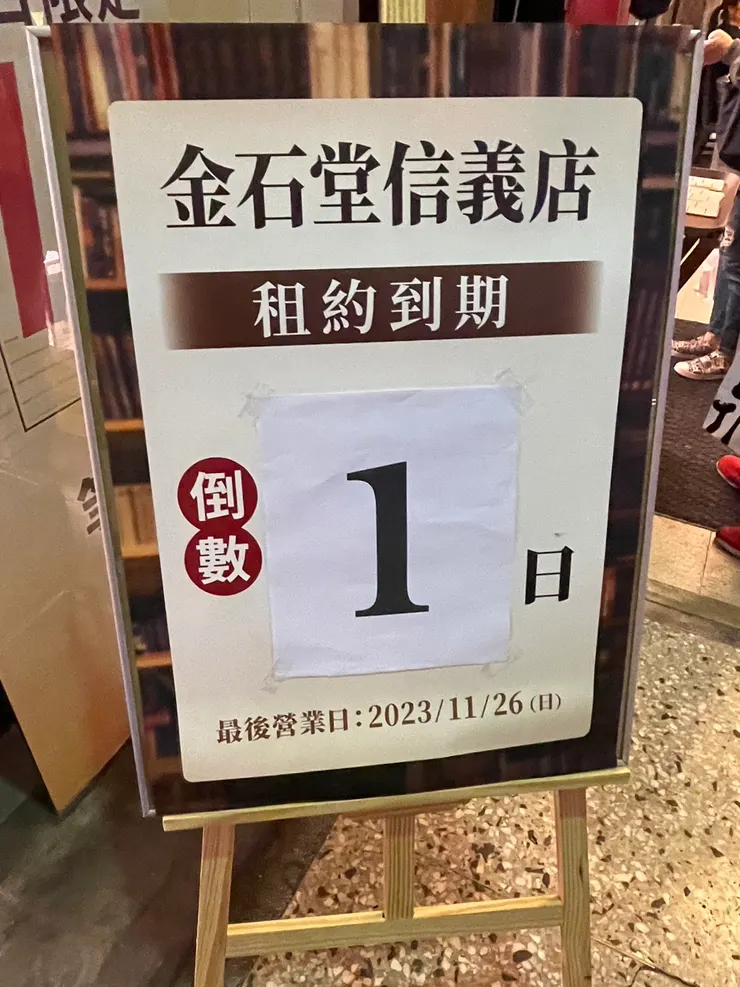 金石堂信義店
租約到期
倒數
1
日
最後營業日:2023/11/26(日)